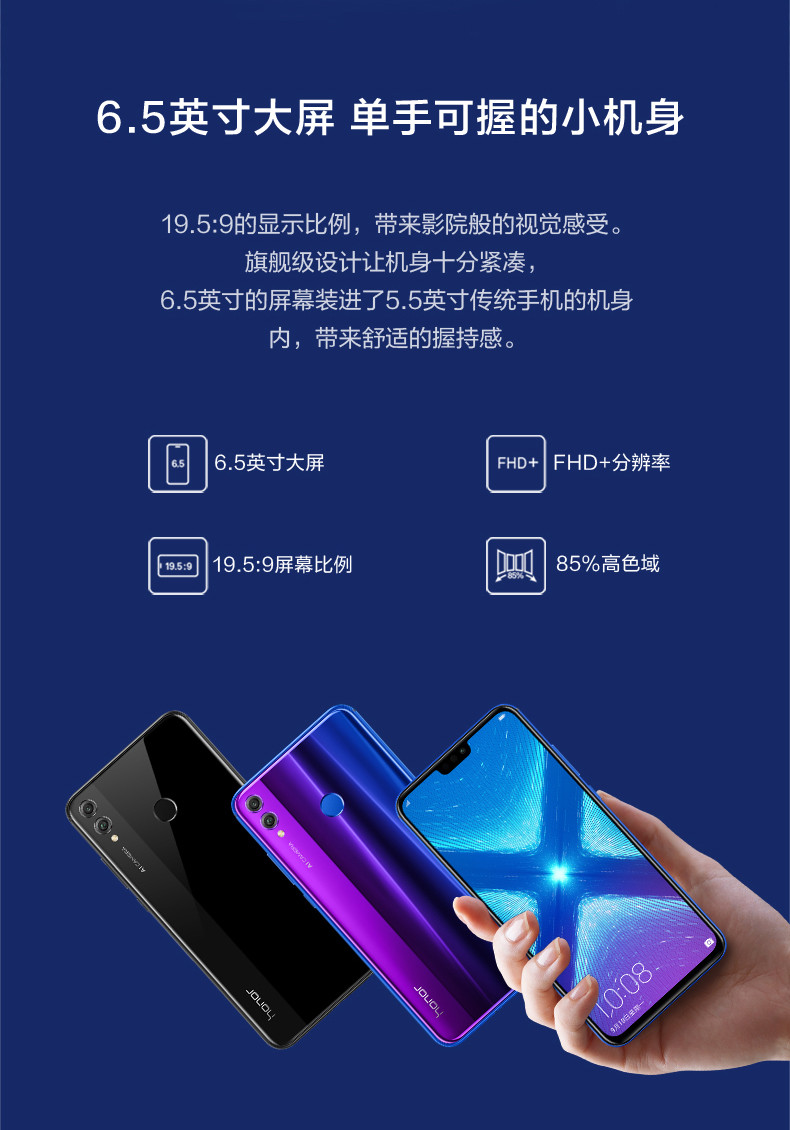 6.5英寸大屏 单手可握的小机身
19.5:9的显示比例，带来影院般的视觉感受。
旗舰级设计让机身十分紧凑，
6.5英寸的屏幕装进了5.5英寸传统手机的机身
内，带来舒适的握持感。
6.5
6.5英寸大屏
FHD+
FHD+分辨率
19.5:9
19.5:9屏幕比例
85%
85%高色域
AI CAMERA
honor
AI CAMERA
honor
10:08